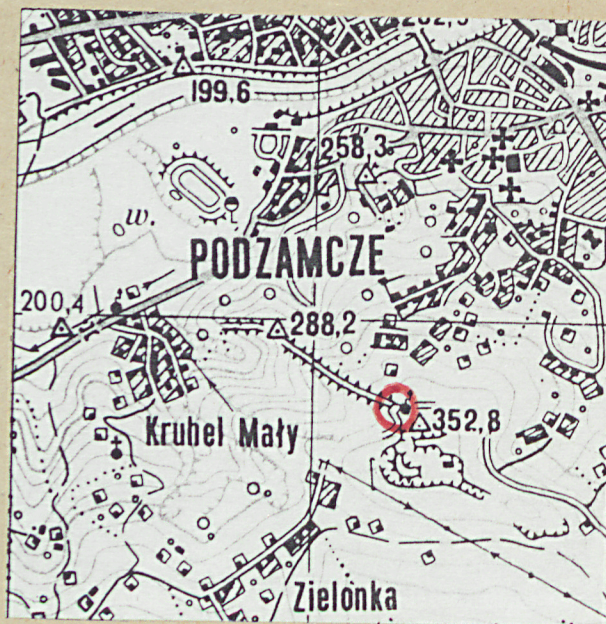 199,6
258,3
w.
PODZAMCZE
200,4
288,2
352,8
Kruhel Mały
Zielonka